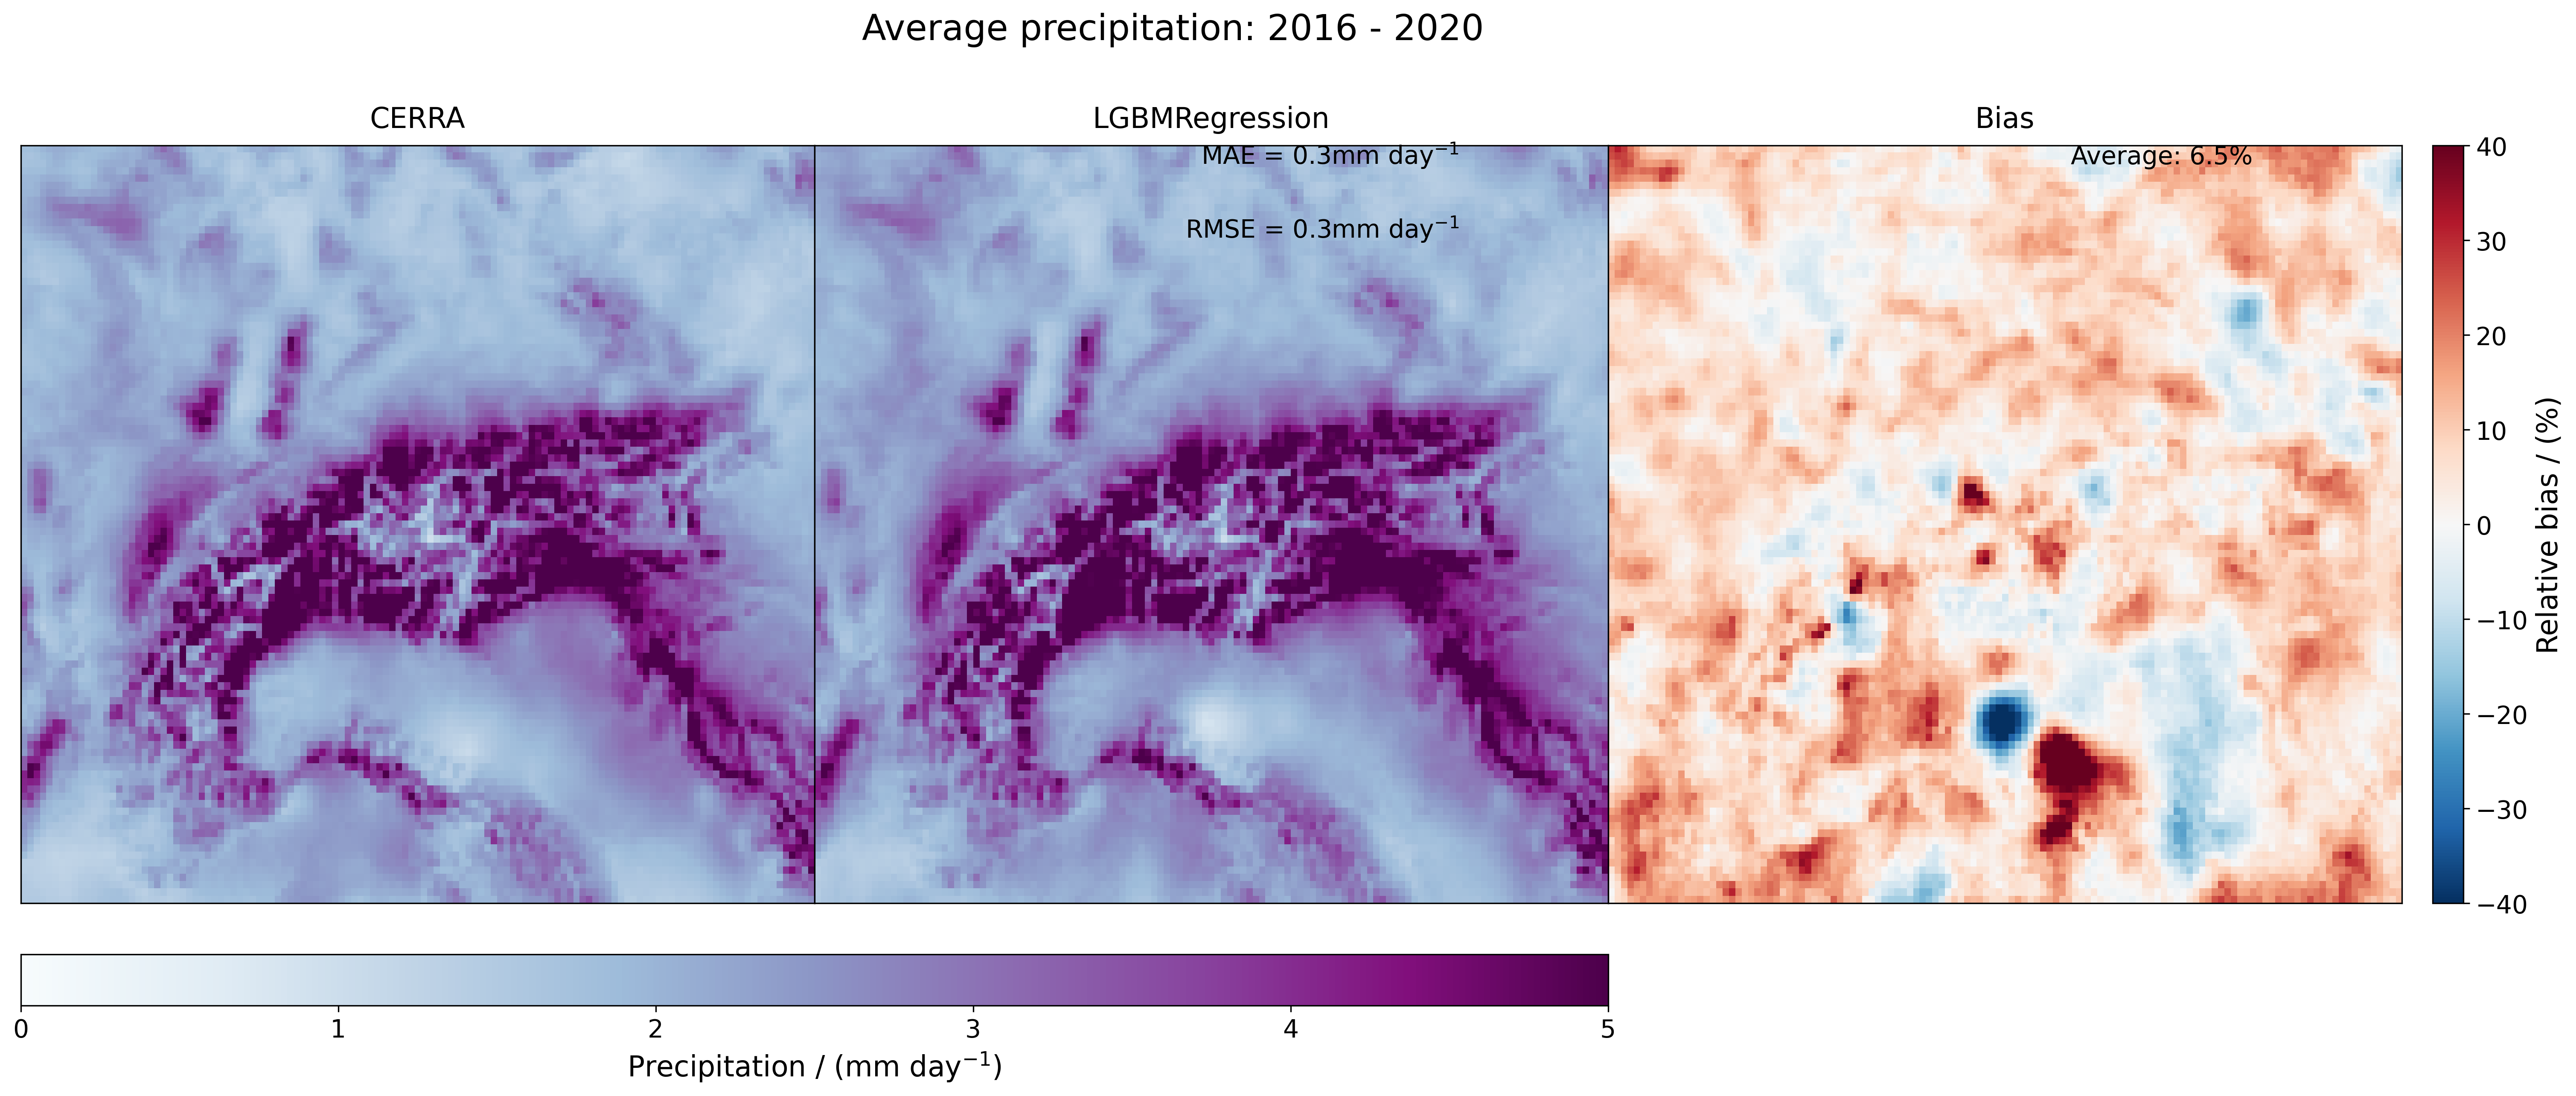 Average precipitation: 2016 - 2020
CERRA
LGBMRegression
Bias
MAE = 0.3mm day⁻¹
RMSE = 0.3mm day⁻¹
Average: 6.5%
40
30
20
10
0
−10
−20
−30
−40
Relative bias / (%)
0 1 2 3 4 5
Precipitation / (mm day⁻¹)